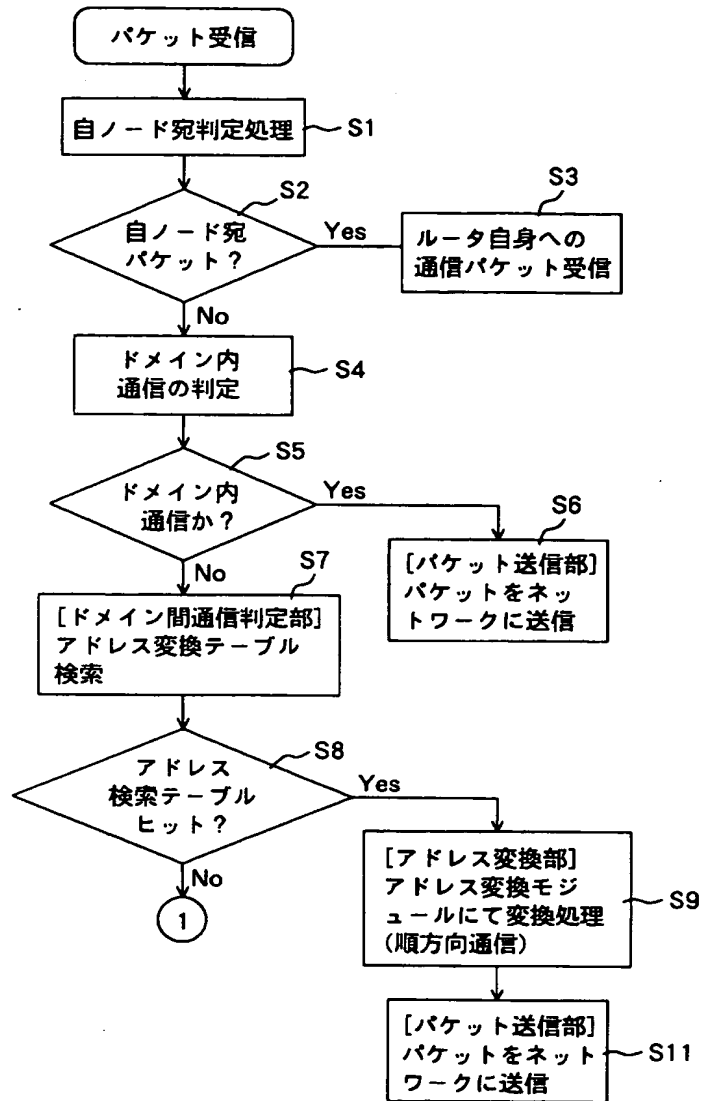 パケット受信
自ノード宛判定処理
S1
S2
自ノード宛
パケット？
Yes
S3
ルータ自身への
通信パケット受信
No
ドメイン内
通信の判定
S4
S5
ドメイン内
通信か？
Yes
S6
[パケット送信部]
パケットをネッ
トワークに送信
No
S7
[ドメイン間通信判定部]
アドレス変換テーブル
検索
S8
アドレス
検索テーブル
ヒット？
Yes
No
1
[アドレス変換部]
アドレス変換モジ
ュールにて変換処理
(順方向通信)
S9
[パケット送信部]
パケットをネット
ワークに送信
S11